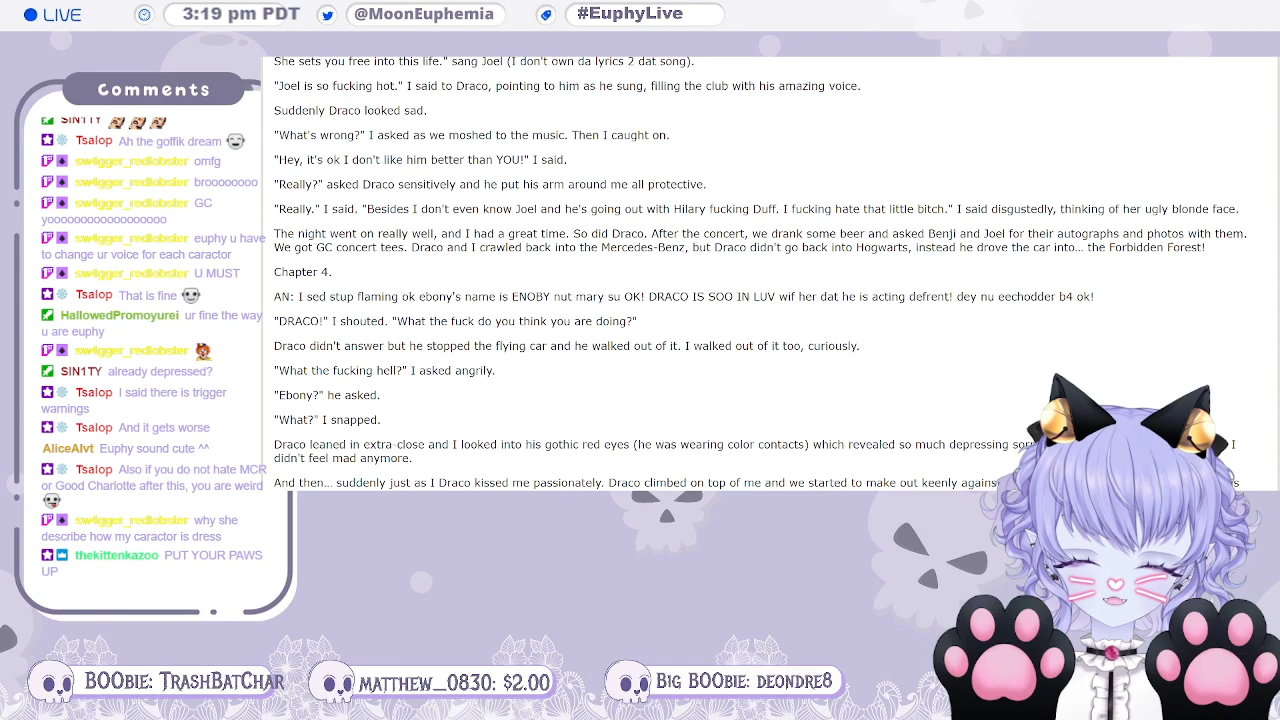 LIVE
3:19 pm PDT
@MoonEuphemia
#EuphyLive
Comments
SIN1TY
Tsalop Ah the goffik dream
sw4gger_redlobster omfg
sw4gger_redlobster broooooooo
sw4gger_redlobster GC
yoooooooooooooooooo
sw4gger_redlobster euphy u have
to change ur voice for each caractor
sw4gger_redlobster U MUST
Tsalop That is fine
HallowedPromoyurei ur fine the way
u are euphy
sw4gger_redlobster
SIN1TY already depressed?
Tsalop I said there is trigger
warnings
Tsalop And it gets worse
AliceAlvt Euphy sound cute ^^
Tsalop Also if you do not hate MCR
or Good Charlotte after this, you are weird
sw4gger_redlobster why she
describe how my caractor is dress
thekittenkazoo PUT YOUR PAWS
UP
She sets you free into this life." sang Joel (I don't own da lyrics 2 dat song).
"Joel is so fucking hot." I said to Draco, pointing to him as he sung, filling the club with his amazing voice.
Suddenly Draco looked sad.
"What's wrong?" I asked as we moshed to the music. Then I caught on.
"Hey, it's ok I don't like him better than YOU!" I said.
"Really?" asked Draco sensitively and he put his arm around me all protective.
"Really." I said. "Besides I don't even know Joel and he's going out with Hilary fucking Duff. I fucking hate that little bitch." I said disgustedly, thinking of her ugly blonde face.
The night went on really well, and I had a great time. So did Draco. After the concert, we drank some beer and asked Benji and Joel for their autographs and photos with them.
We got GC concert tees. Draco and I crawled back into the Mercedes-Benz, but Draco didn't go back into Hogwarts, instead he drove the car into… the Forbidden Forest!
Chapter 4.
AN: I sed stup flaming ok ebony's name is ENOBY nut mary su OK! DRACO IS SOO IN LUV wif her dat he is acting defrent! dey nu eechodder b4 ok!
"DRACO!" I shouted. "What the fuck do you think you are doing?"
Draco didn't answer but he stopped the flying car and he walked out of it. I walked out of it too, curiously.
"What the fucking hell?" I asked angrily.
"Ebony?" he asked.
"What?" I snapped.
Draco leaned in extra-close and I looked into his gothic red eyes (he was wearing color contacts) which revealed so much depressing I
didn't feel mad anymore.
And then… suddenly just as I Draco kissed me passionately. Draco climbed on top of me and we started to make out keenly
BOObie: TrashBatChar
matthew_0830: $2.00
Big BOObie: deondre8